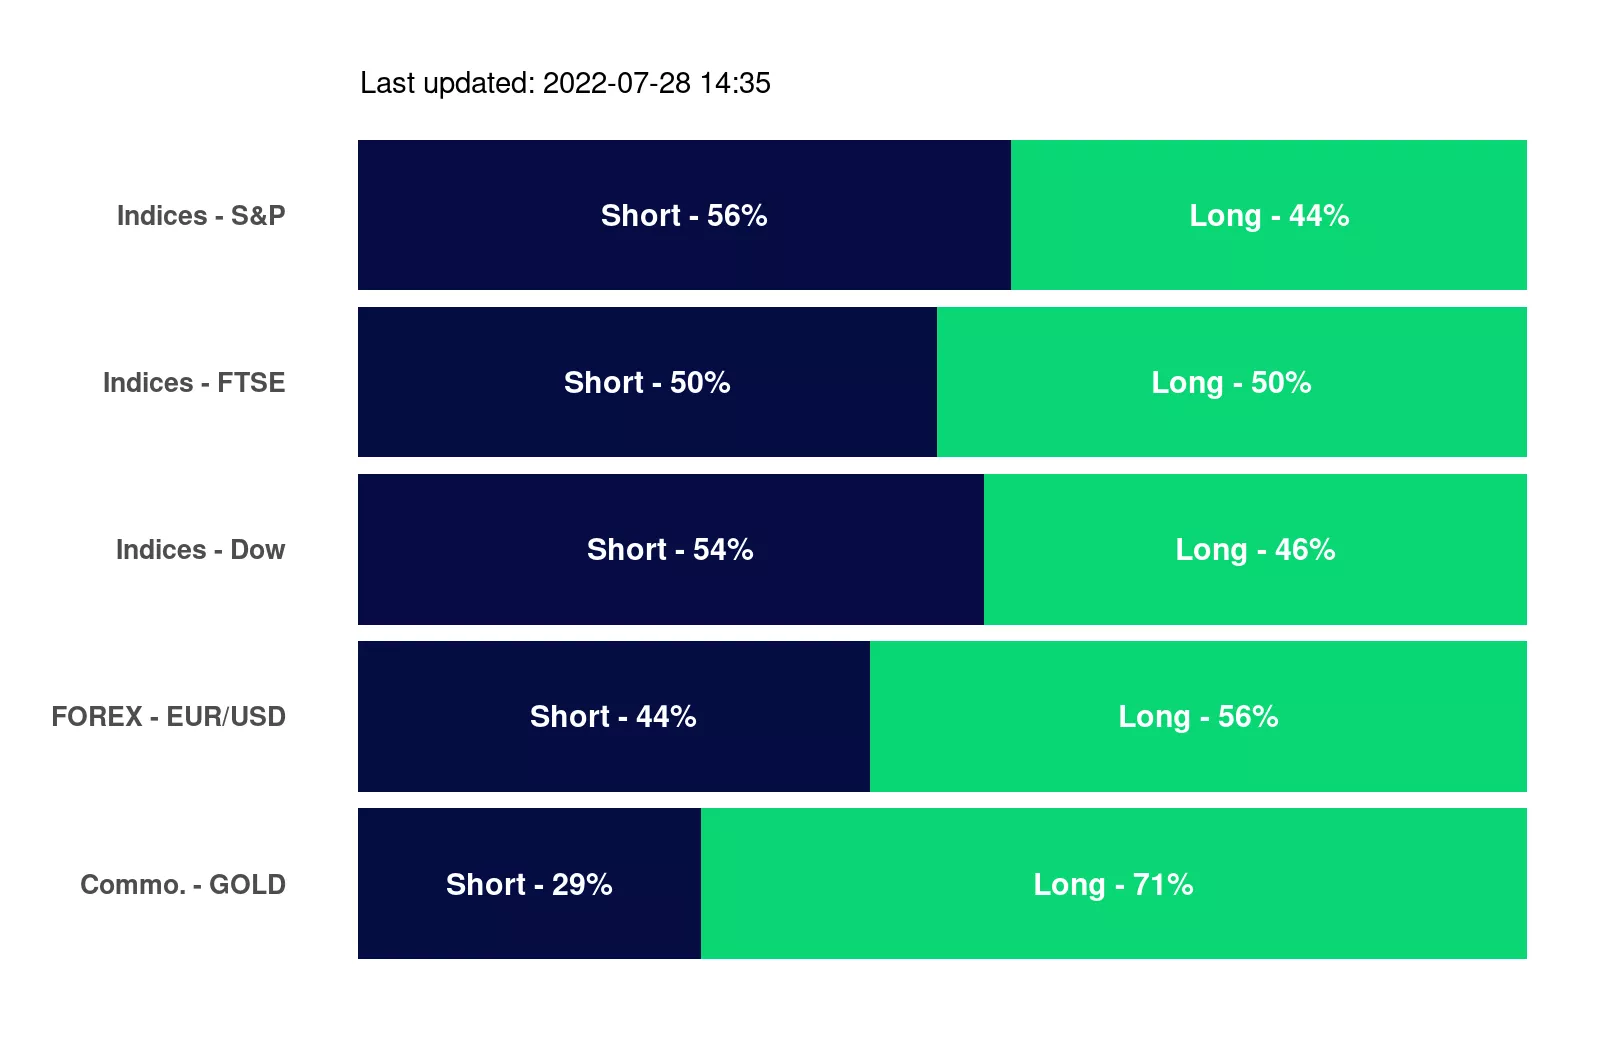 Last updated: 2022-07-28 14:35
Indices - S&P Short - 56% Long - 44%
Indices - FTSE Short - 50% Long - 50%
Indices - Dow Short - 54% Long - 46%
FOREX - EUR/USD Short - 44% Long - 56%
Commo. - GOLD Short - 29% Long - 71%